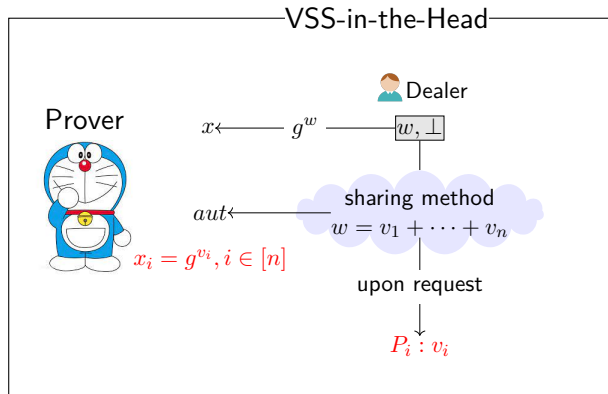 VSS-in-the-Head
Dealer
Prover
x g^w w, ⊥
sharing method
aut w = v_1 + ⋯ + v_n
x_i = g^{v_i}, i ∈ [n]
upon request
P_i : v_i